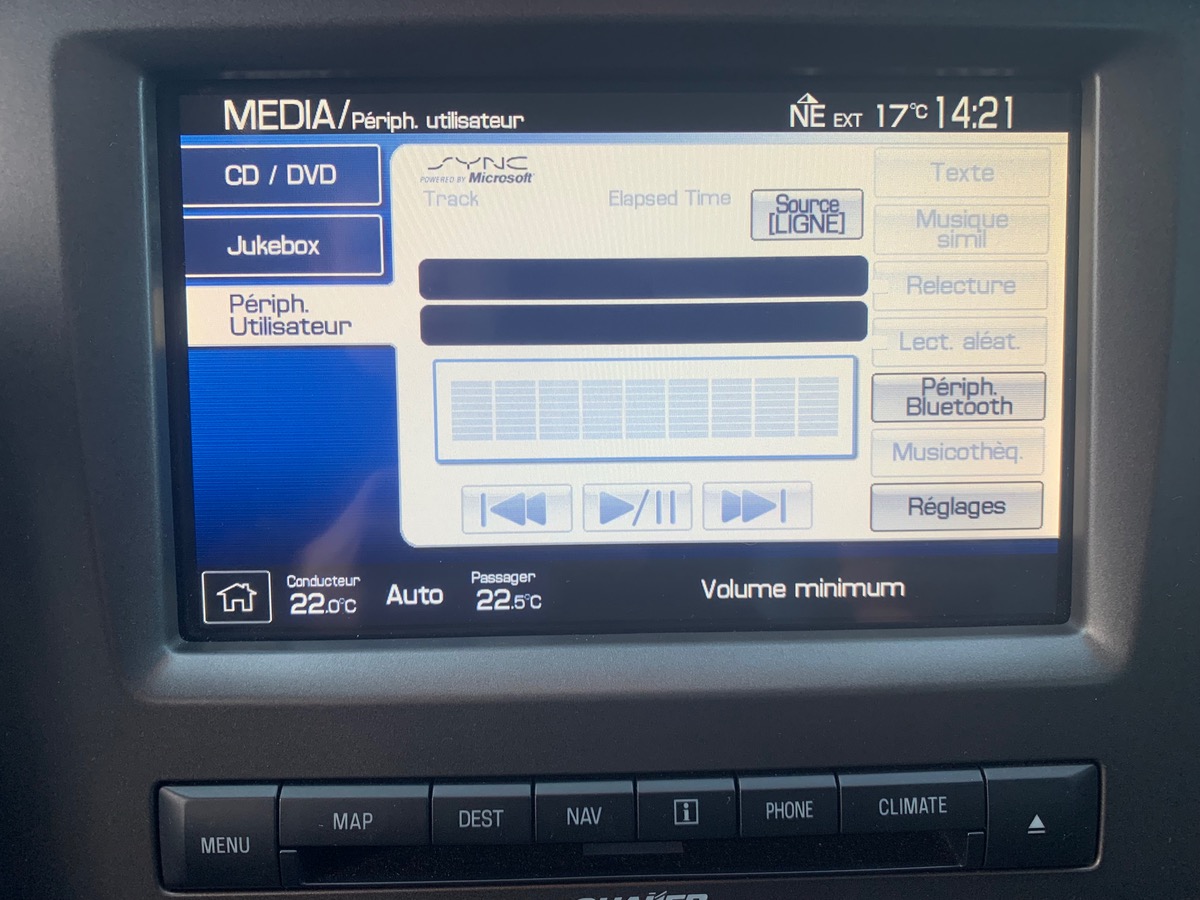 MEDIA/Périph. utilisateur
NE EXT 17°C 14:21
CD / DVD
Jukebox
Périph.
Utilisateur
SYNC
POWERED BY Microsoft
Track
Elapsed Time
Source
[LIGNE]
Texte
Musique
simil
Relecture
Lect. aléat.
Périph.
Bluetooth
Musicothèq.
Réglages
Conducteur
22.0°C
Auto
Passager
22.5°C
Volume minimum
MENU
MAP
DEST
NAV
i
PHONE
CLIMATE